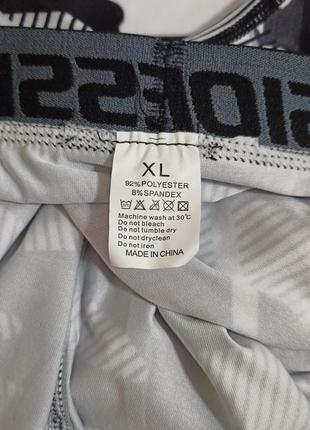 SIDESS
XL
92% POLYESTER
8% SPANDEX
Machine wash at 30℃
Do not bleach
Do not tumble dry
Do not dryclean
Do not iron
MADE IN CHINA